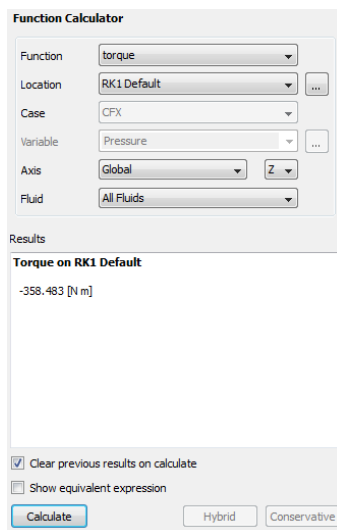 Function Calculator
Function torque
Location RK1 Default ...
Case CFX
Variable Pressure ...
Axis Global Z
Fluid All Fluids
Results
Torque on RK1 Default
-358.483 [N m]
Clear previous results on calculate
Show equivalent expression
Calculate Hybrid Conservative